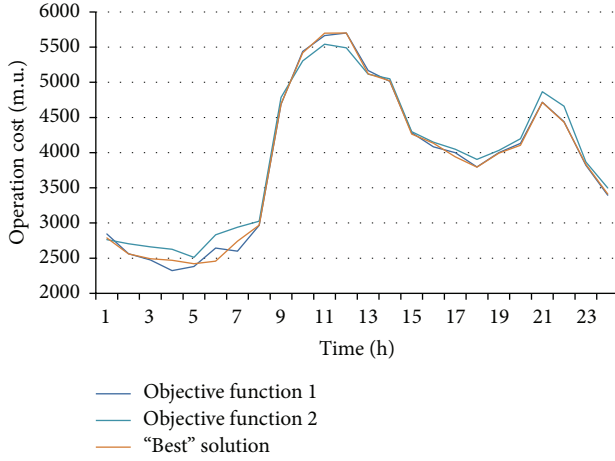 6000
5500
5000
4500
4000
3500
3000
2500
2000
Operation cost (m.u.)
1 3 5 7 9 11 13 15 17 19 21 23
Time (h)
Objective function 1
Objective function 2
“Best” solution